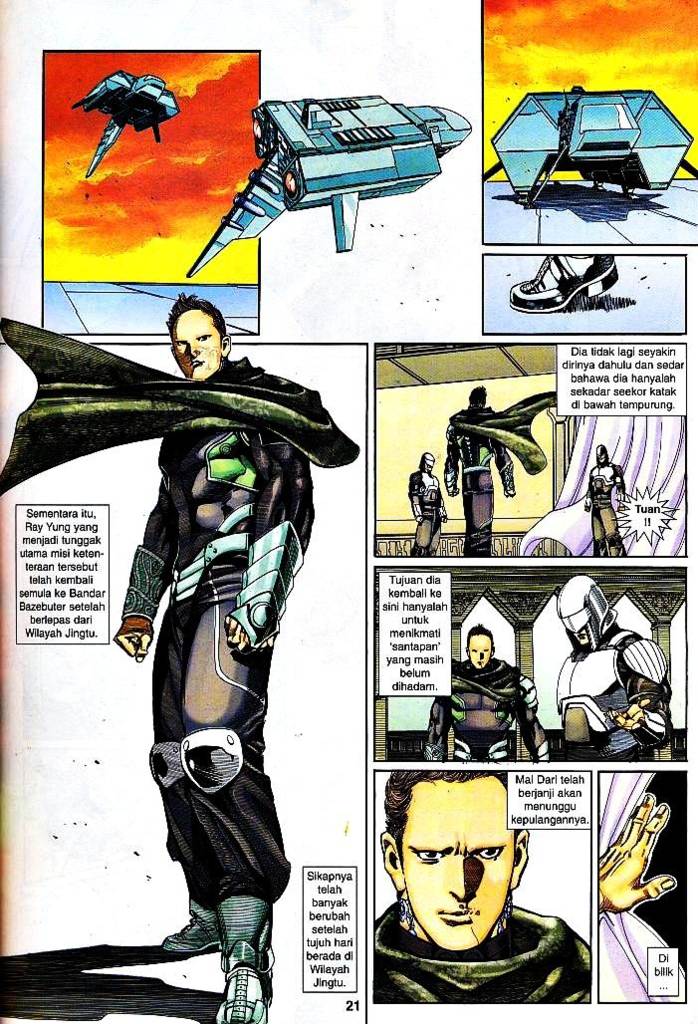 Sementara itu,
Ray Yung yang
menjadi tunggak
utama misi keten-
teraan tersebut
telah kembali
semula ke Bandar
Bazebuter setelah
berlepas dari
Wilayah Jingtu.
Sikapnya
telah
banyak
berubah
setelah
tujuh hari
berada di
Wilayah
Jingtu.
Dia tidak lagi seyakin
dirinya dahulu dan sedar
bahawa dia hanyalah
sekadar seekor katak
di bawah tempurung.
Tuan
!!
Tujuan dia
kembali ke
sini hanyalah
untuk
menikmati
'santapan'
yang masih
belum
dihadam.
Mal Dari telah
berjanji akan
menunggu
kepulangannya.
Di
bilik
...
21